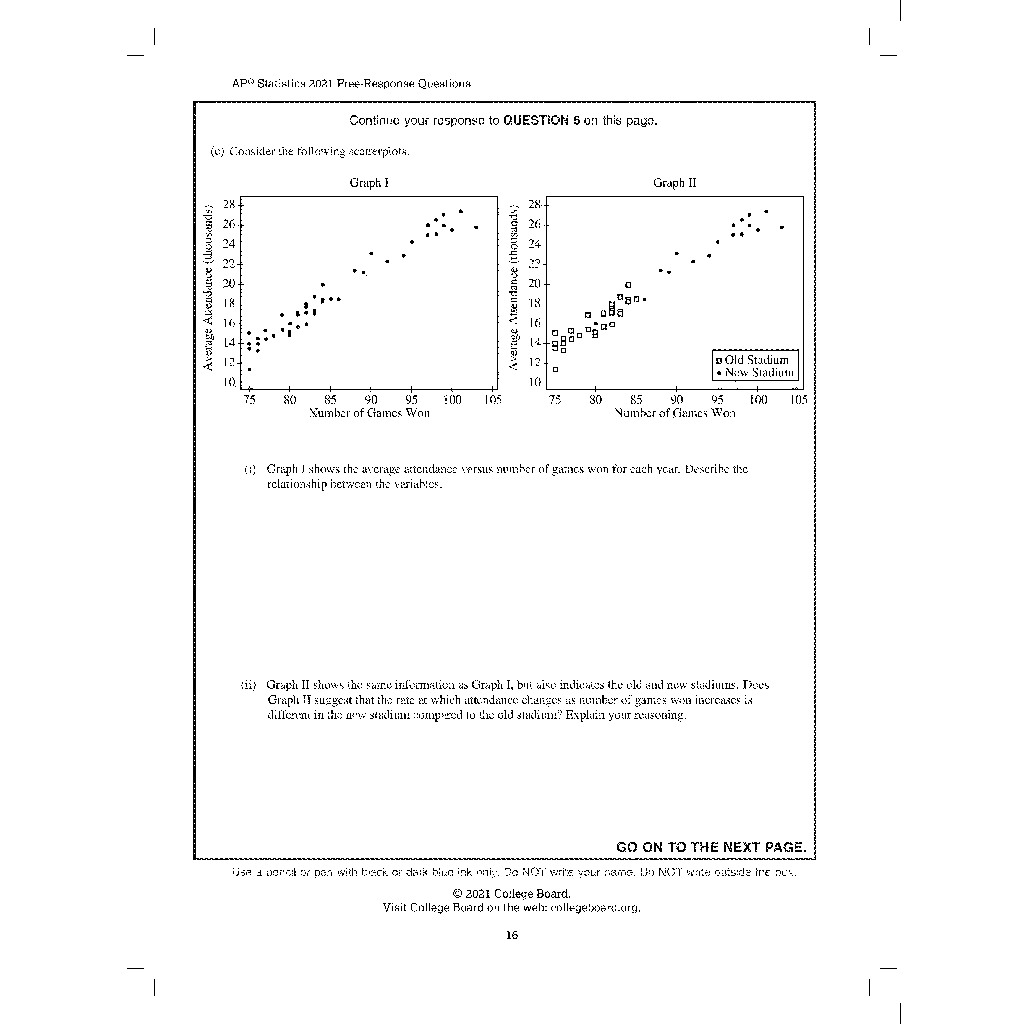 AP® Statistics 2021 Free-Response Questions
Continue your response to QUESTION 5 on this page.
(c) Consider the following scatterplots.
Graph I
Average Attendance (thousands)
28
26
24
22
20
18
16
14
12
10
75 80 85 90 95 100 105
Number of Games Won
Graph II
Average Attendance (thousands)
28
26
24
22
20
18
16
14
12
10
Old Stadium
New Stadium
75 80 85 90 95 100 105
Number of Games Won
(i) Graph I shows the average attendance versus number of games won for each year. Describe the
relationship between the variables.
(ii) Graph II shows the same information as Graph I, but also indicates the old and new stadiums. Does
Graph II suggest that the rate at which attendance changes as number of games won increases is
different in the new stadium compared to the old stadium? Explain your reasoning.
GO ON TO THE NEXT PAGE.
Use a pencil or pen with black or dark blue ink only. Do NOT write your name. Do NOT write outside the box.
© 2021 College Board.
Visit College Board on the web: collegeboard.org.
16